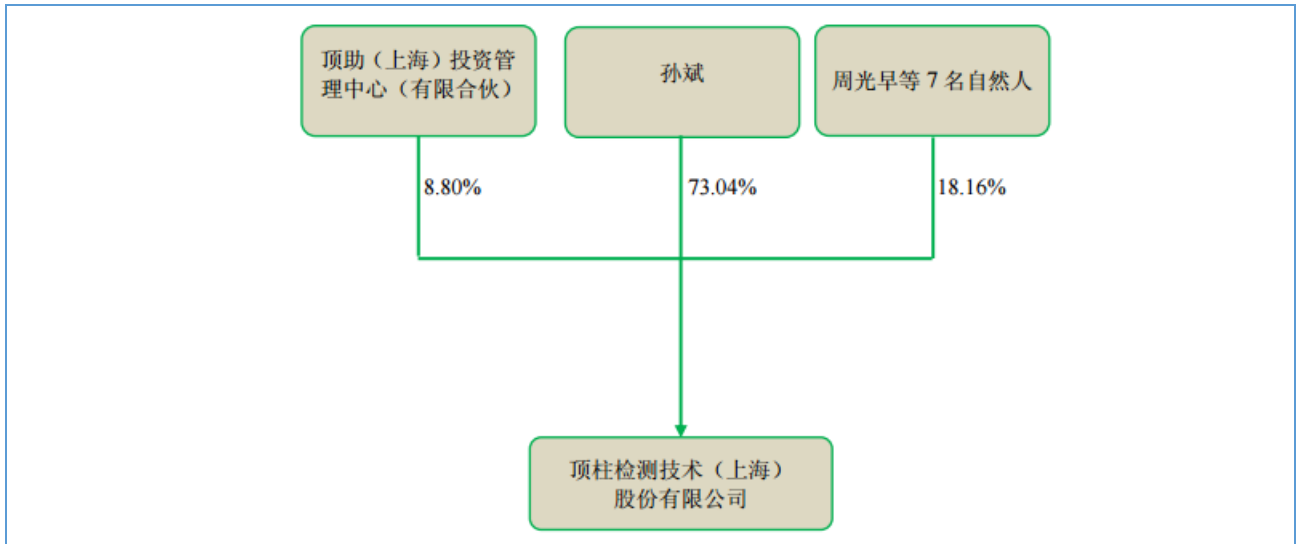 顶助（上海）投资管
理中心（有限合伙）
孙斌
周光早等 7 名自然人
8.80%
73.04%
18.16%
顶柱检测技术（上海）
股份有限公司